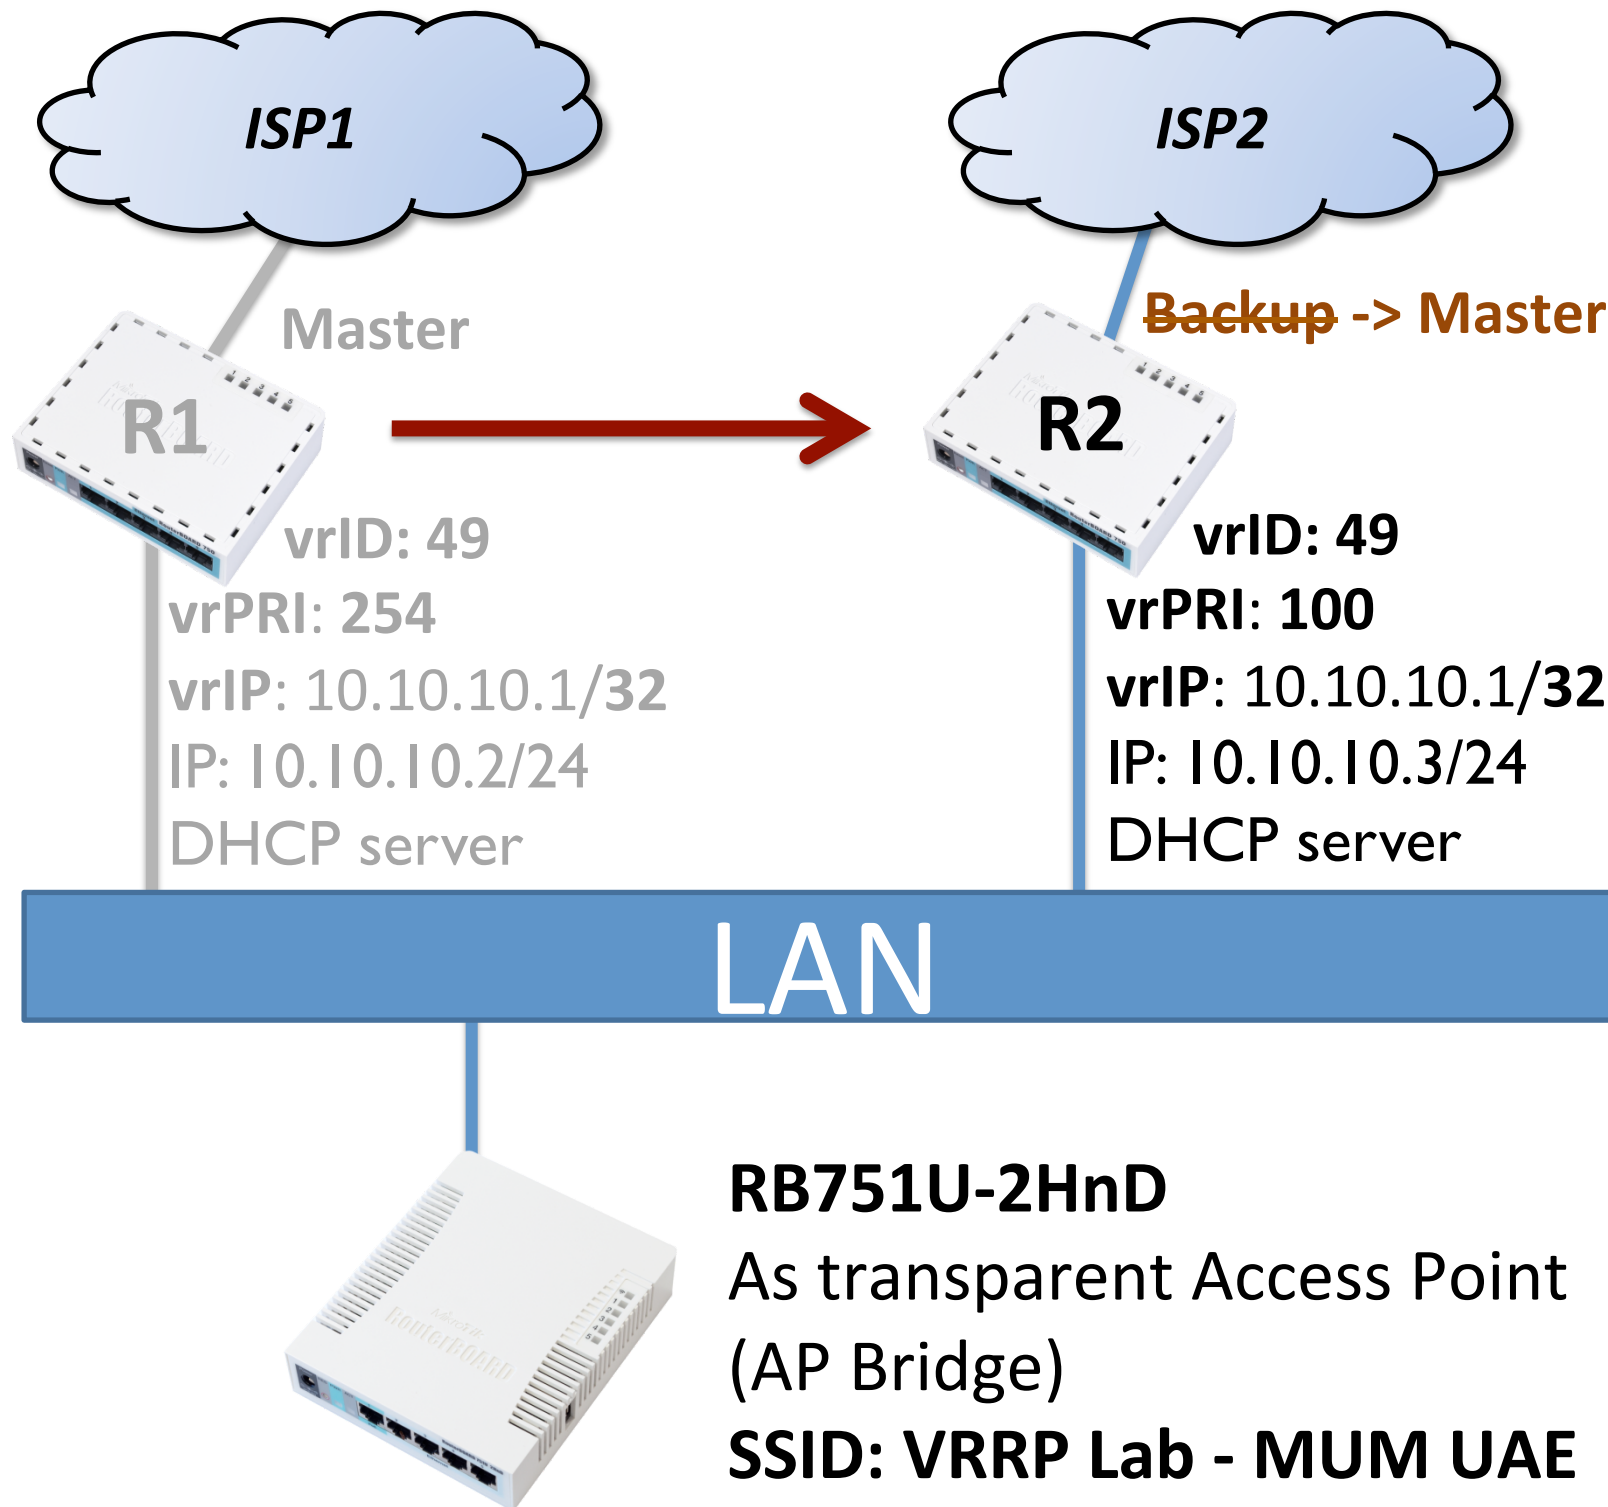 ISP1
ISP2
Master
Backup -> Master
R1
R2
vrID: 49
vrPRI: 254
vrIP: 10.10.10.1/32
IP: 10.10.10.2/24
DHCP server
vrID: 49
vrPRI: 100
vrIP: 10.10.10.1/32
IP: 10.10.10.3/24
DHCP server
LAN
RB751U-2HnD
As transparent Access Point
(AP Bridge)
SSID: VRRP Lab - MUM UAE
MikroTik
RouterBOARD